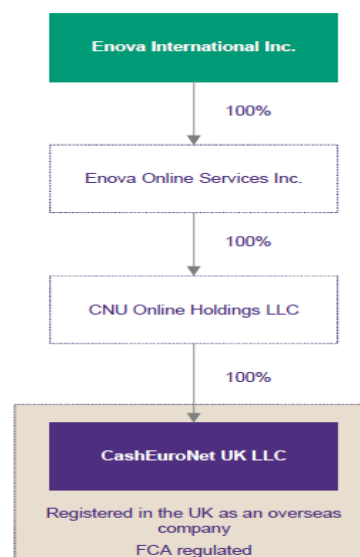 Enova International Inc.
100%
Enova Online Services Inc.
100%
CNU Online Holdings LLC
100%
CashEuroNet UK LLC
Registered in the UK as an overseas
company
FCA regulated